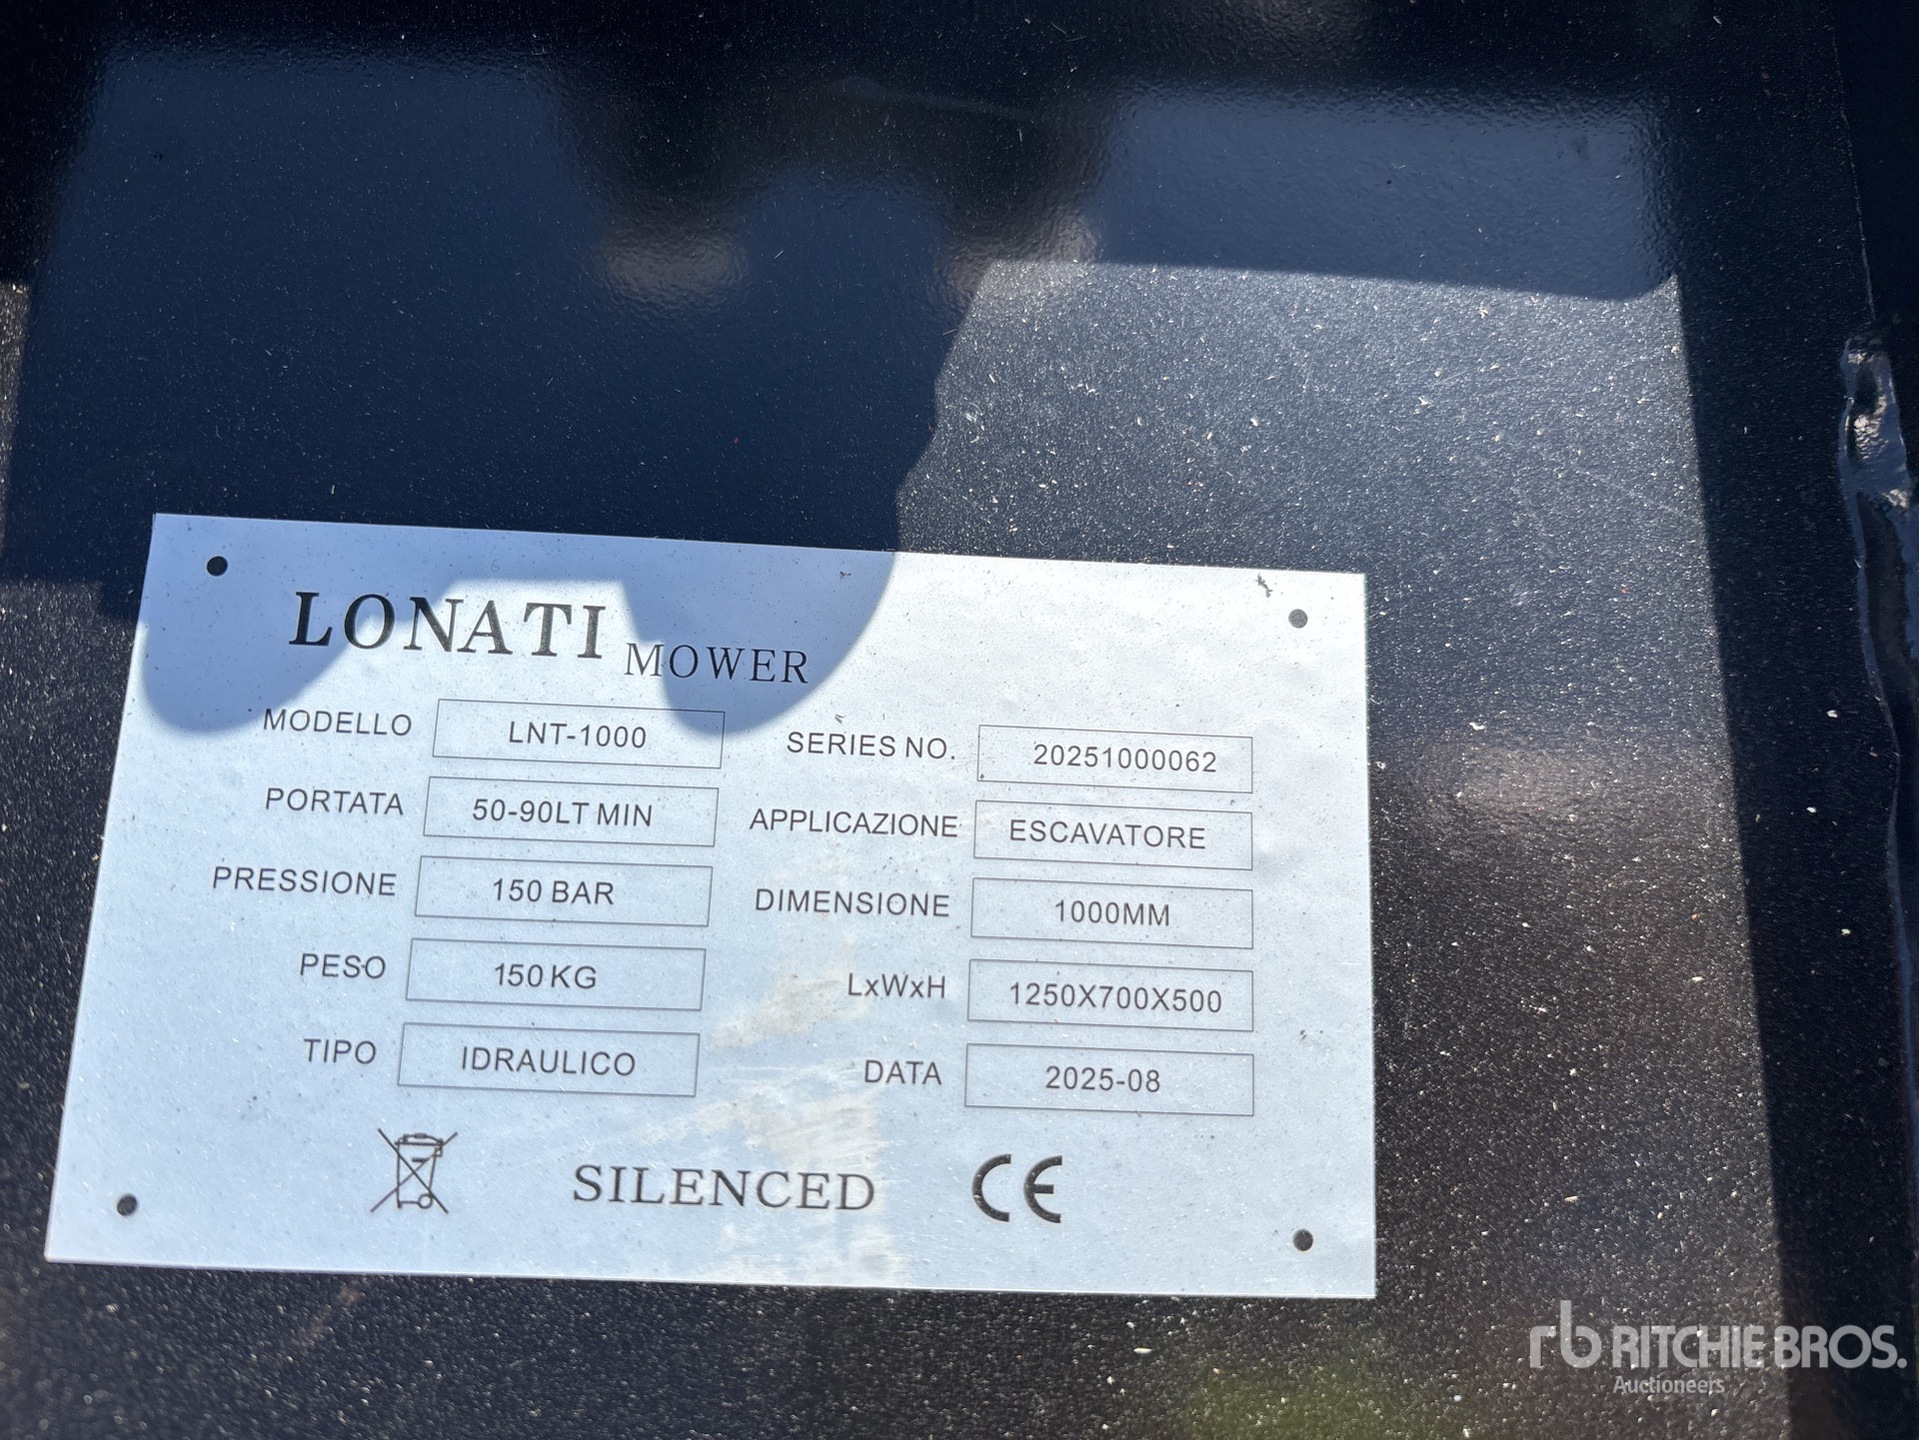 LONATI MOWER
MODELLO LNT-1000
PORTATA 50-90LT MIN
PRESSIONE 150 BAR
PESO 150KG
TIPO IDRAULICO
SERIES NO. 20251000062
APPLICAZIONE ESCAVATORE
DIMENSIONE 1000MM
LxWxH 1250X700X500
DATA 2025-08
SILENCED CE
rb RITCHIE BROS.
Auctioneers